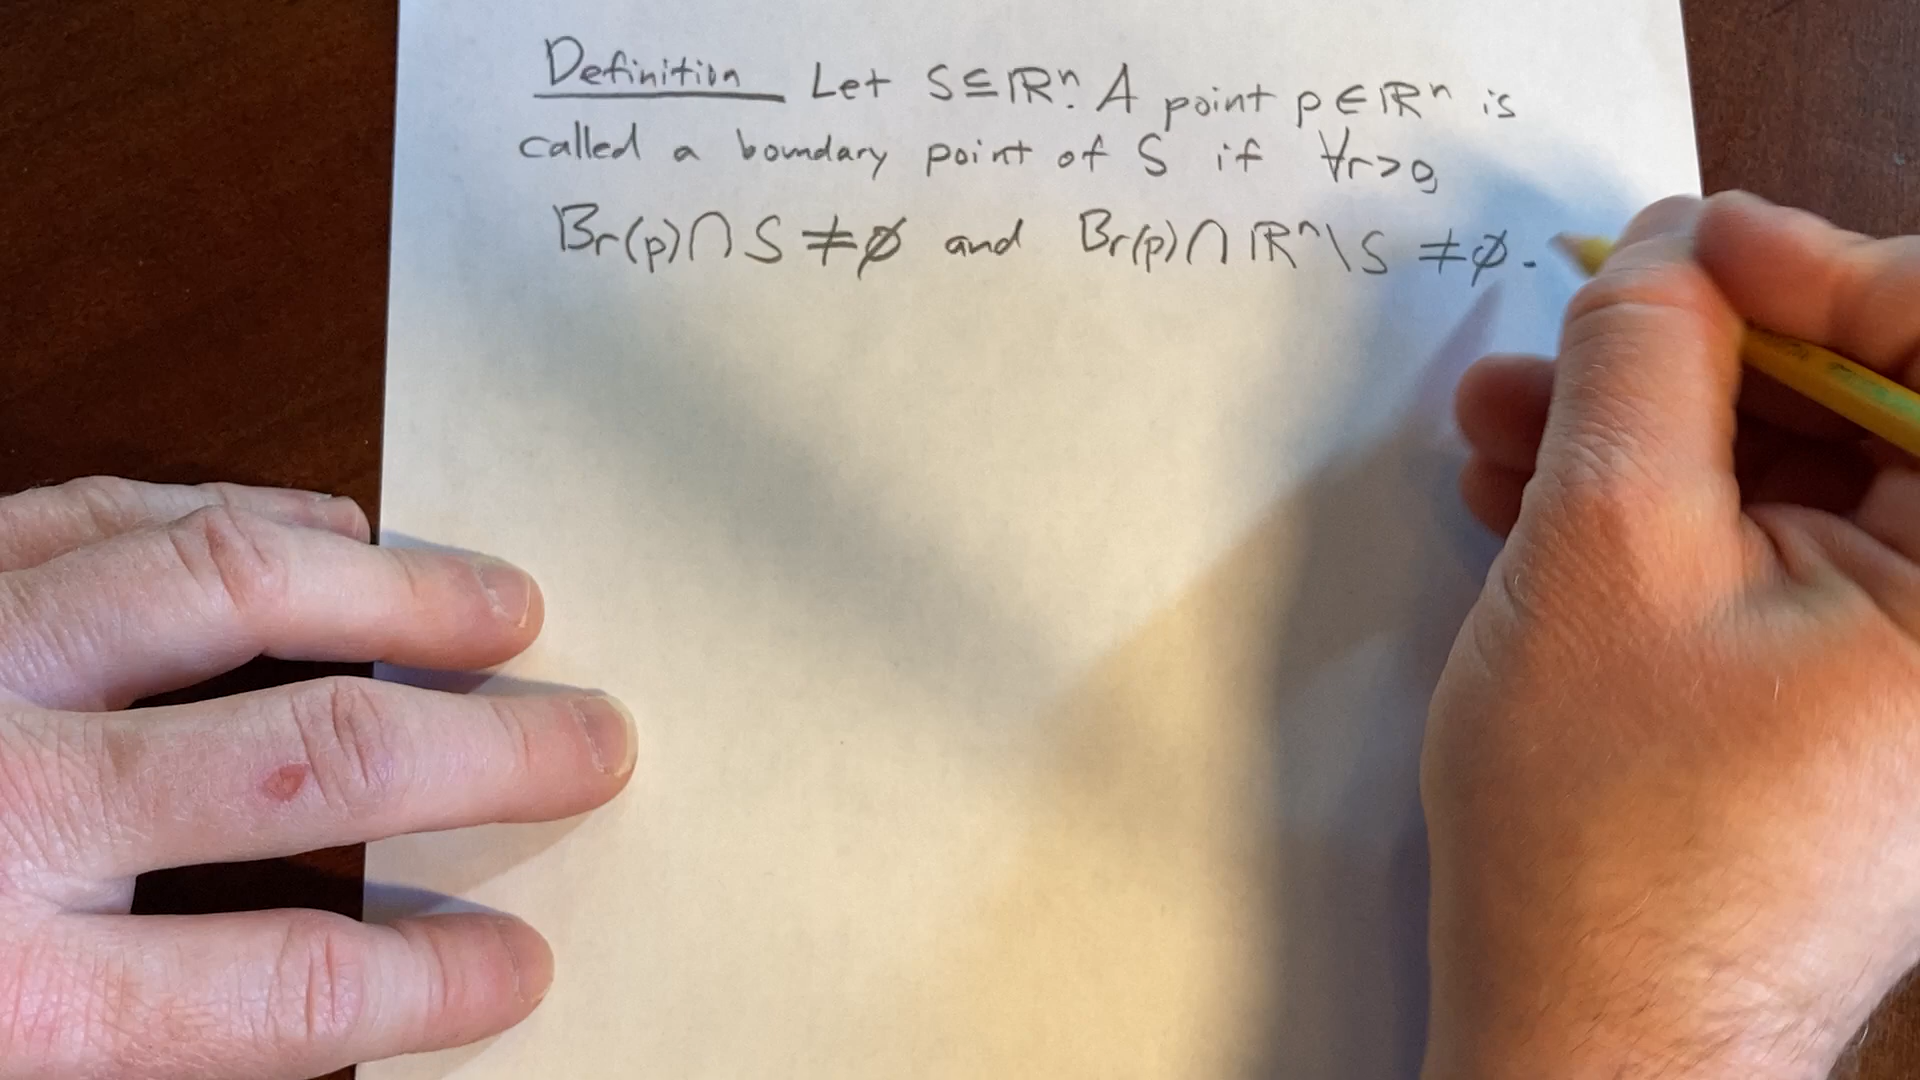 Definition Let S⊆ℝⁿ. A point p∈ℝⁿ is
called a boundary point of S if ∀r>0,
Br(p)∩S≠∅ and Br(p)∩ℝⁿ\S≠∅.